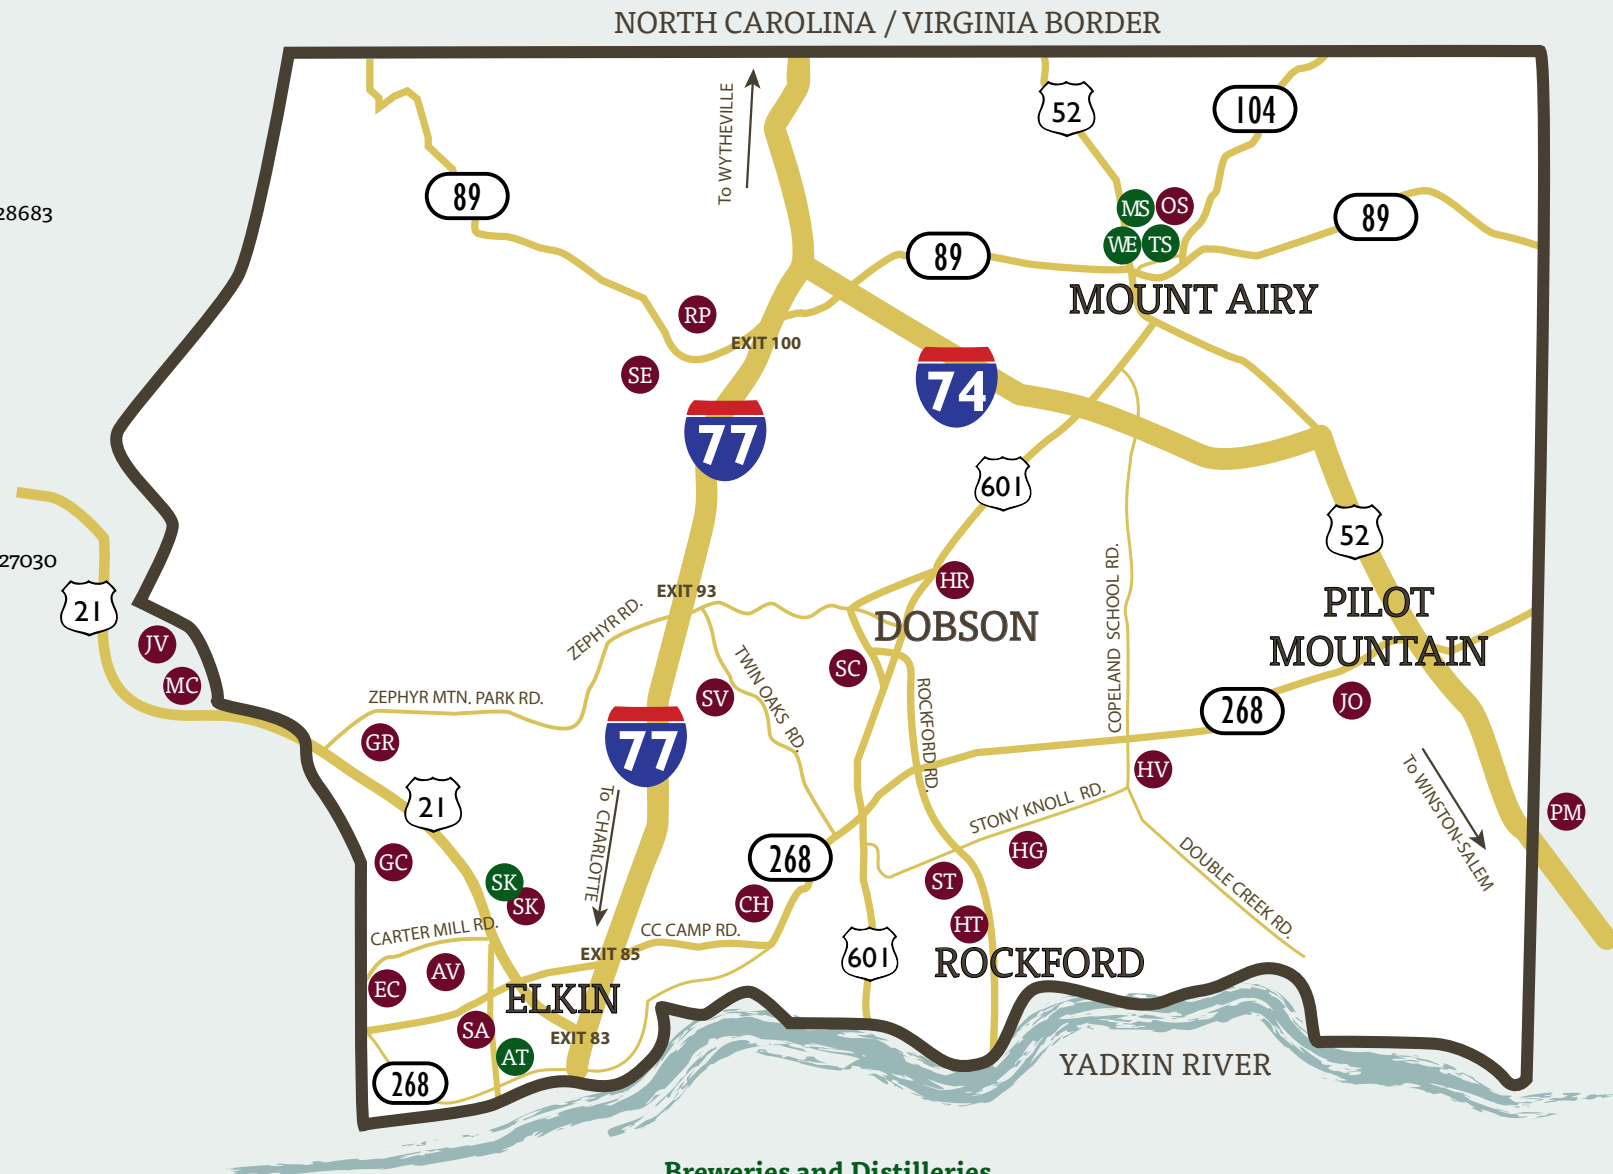 NORTH CAROLINA / VIRGINIA BORDER
To WYTHEVILLE
52
104
89
89
89
28683
MS
OS
WE
TS
MOUNT AIRY
RP
EXIT 100
SE
77
74
601
52
27030
21
EXIT 93
ZEPHYR RD.
HR
DOBSON
COPELAND SCHOOL RD.
PILOT
MOUNTAIN
JV
MC
ZEPHYR MTN. PARK RD.
SV
TWIN OAKS RD.
SC
ROCKFORD RD.
268
JO
GR
77
21
To CHARLOTTE
HV
To WINSTON-SALEM
PM
STONY KNOLL RD.
HG
DOUBLE CREEK RD.
GC
SK
SK
268
CH
ST
HT
CARTER MILL RD.
CC CAMP RD.
EXIT 85
601
ROCKFORD
EC
AV
ELKIN
SA
EXIT 83
AT
268
YADKIN RIVER
Breweries and Distilleries